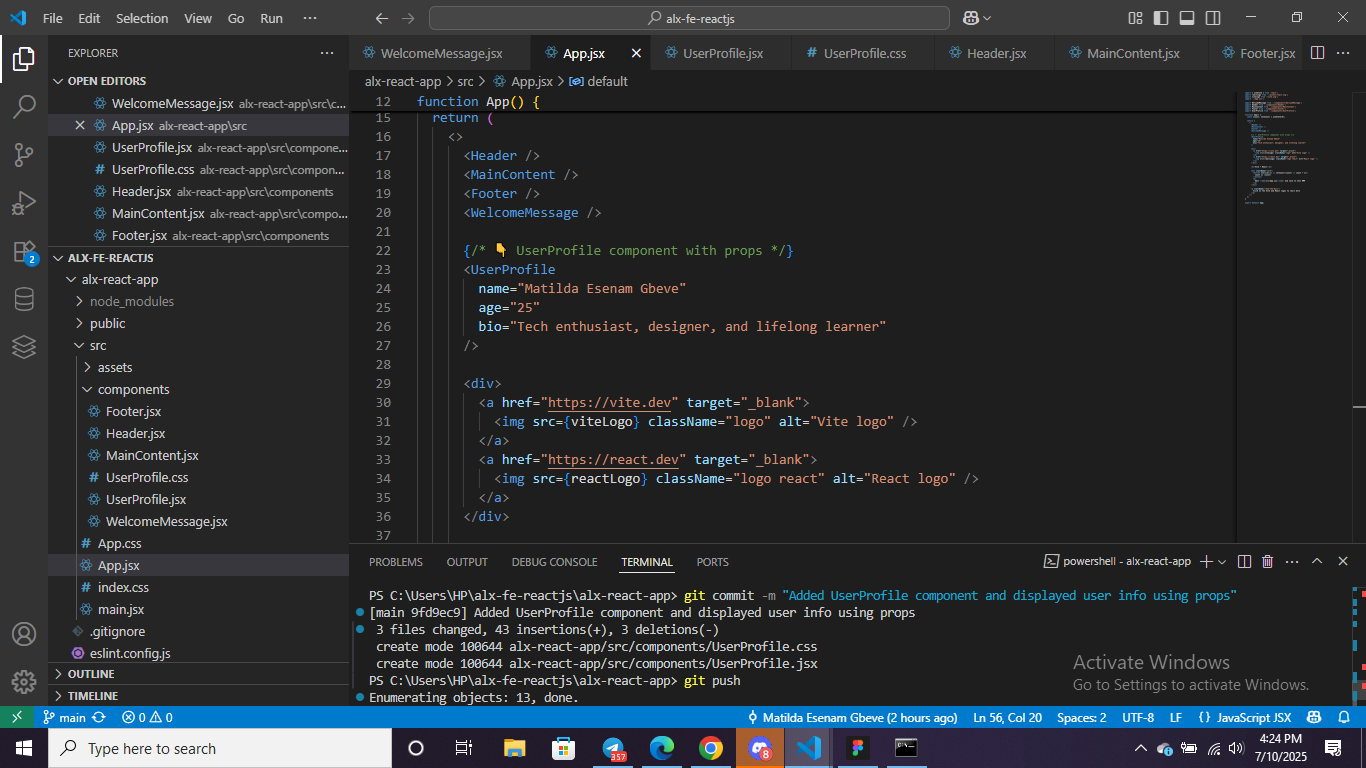 File Edit Selection View Go Run ···
alx-fe-reactjs
EXPLORER
OPEN EDITORS
WelcomeMessage.jsx alx-react-app\src\c...
App.jsx alx-react-app\src
UserProfile.jsx alx-react-app\src\compone...
# UserProfile.css alx-react-app\src\compon...
Header.jsx alx-react-app\src\components
MainContent.jsx alx-react-app\src\compo...
Footer.jsx alx-react-app\src\components
ALX-FE-REACTJS
alx-react-app
node_modules
public
src
assets
components
Footer.jsx
Header.jsx
MainContent.jsx
# UserProfile.css
UserProfile.jsx
WelcomeMessage.jsx
# App.css
App.jsx
# index.css
main.jsx
.gitignore
eslint.config.js
OUTLINE
TIMELINE
2
WelcomeMessage.jsx App.jsx UserProfile.jsx # UserProfile.css Header.jsx MainContent.jsx Footer.jsx
alx-react-app > src > App.jsx > default
12 function App() {
15 return (
16 <>
17 <Header />
18 <MainContent />
19 <Footer />
20 <WelcomeMessage />
21
22 {/* 👇 UserProfile component with props */}
23 <UserProfile
24 name="Matilda Esenam Gbeve"
25 age="25"
26 bio="Tech enthusiast, designer, and lifelong learner"
27 />
28
29 <div>
30 <a href="https://vite.dev" target="_blank">
31 <img src={viteLogo} className="logo" alt="Vite logo" />
32 </a>
33 <a href="https://react.dev" target="_blank">
34 <img src={reactLogo} className="logo react" alt="React logo" />
35 </a>
36 </div>
37
PROBLEMS OUTPUT DEBUG CONSOLE TERMINAL PORTS
powershell - alx-react-app
PS C:\Users\HP\alx-fe-reactjs\alx-react-app> git commit -m "Added UserProfile component and displayed user info using props"
[main 9fd9ec9] Added UserProfile component and displayed user info using props
3 files changed, 43 insertions(+), 3 deletions(-)
create mode 100644 alx-react-app/src/components/UserProfile.css
create mode 100644 alx-react-app/src/components/UserProfile.jsx
PS C:\Users\HP\alx-fe-reactjs\alx-react-app> git push
Enumerating objects: 13, done.
Activate Windows
Go to Settings to activate Windows.
main 0 0 Matilda Esenam Gbeve (2 hours ago) Ln 56, Col 20 Spaces: 2 UTF-8 LF {} JavaScript JSX
Type here to search
357
8
4:24 PM
7/10/2025